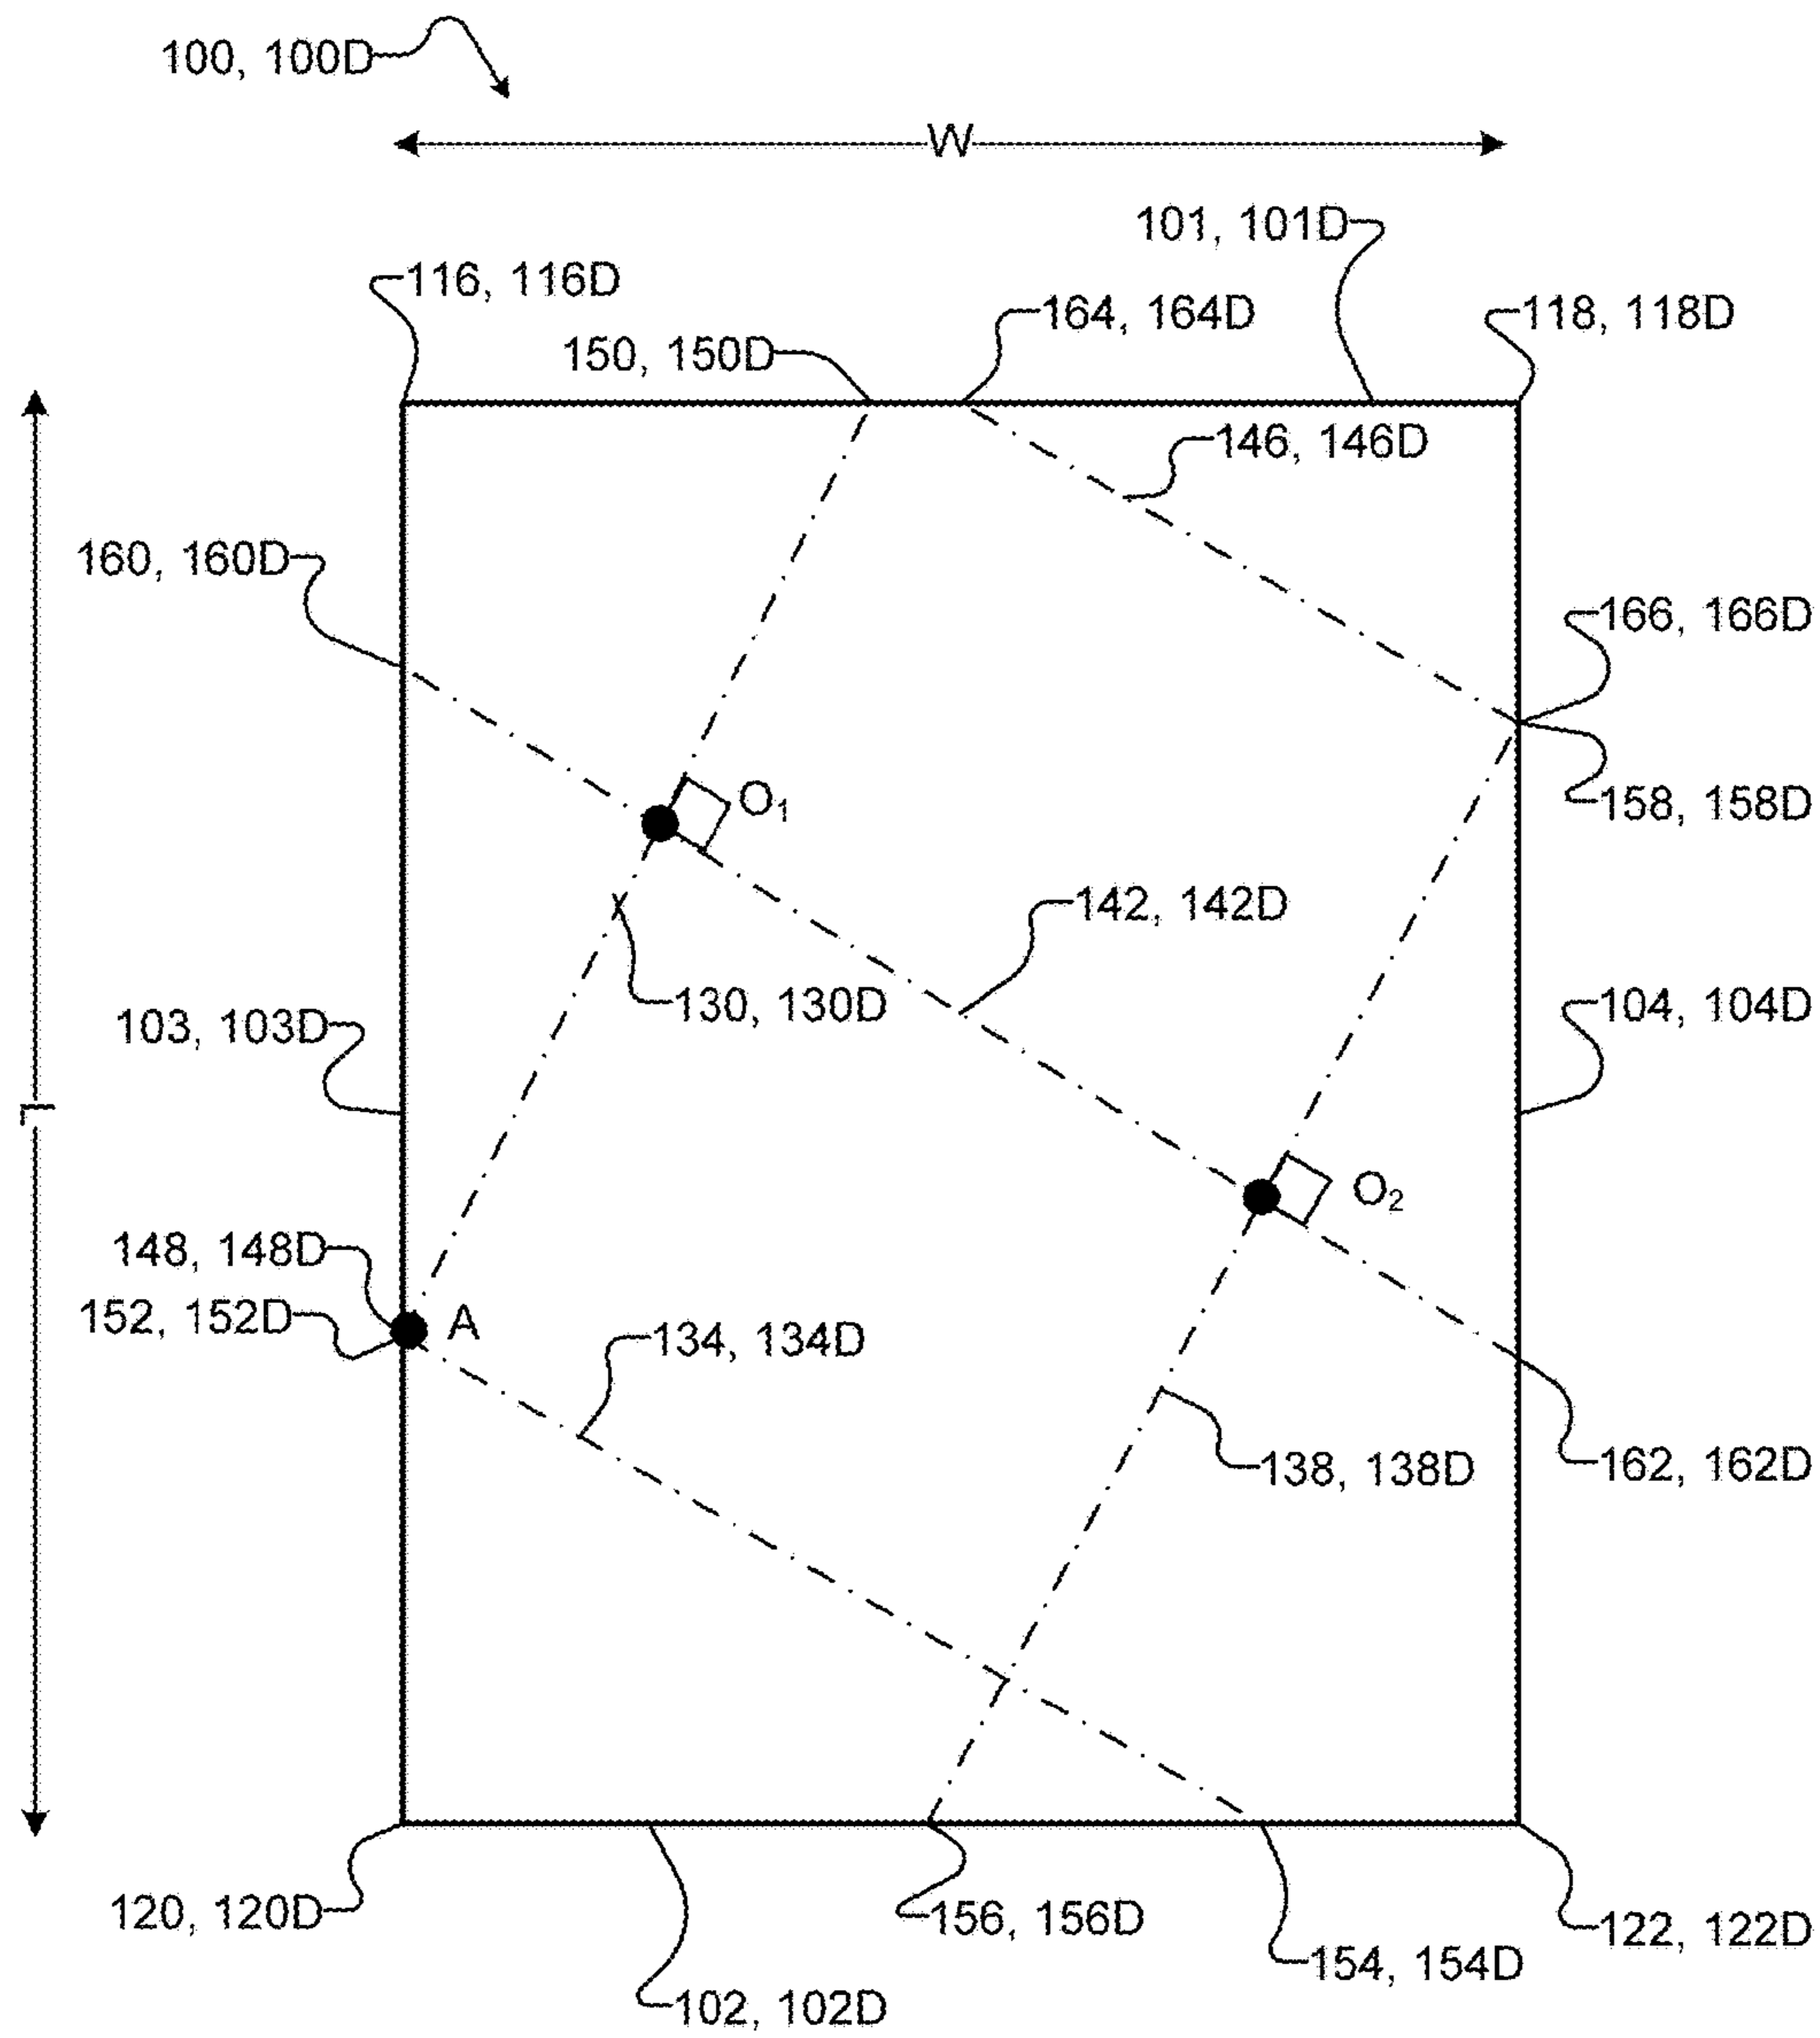 100, 100D
W
101, 101D
116, 116D
164, 164D
118, 118D
150, 150D
146, 146D
160, 160D
166, 166D
O1
158, 158D
142, 142D
X
130, 130D
104, 104D
103, 103D
L
O2
148, 148D
152, 152D
A
134, 134D
138, 138D
162, 162D
120, 120D
156, 156D
122, 122D
154, 154D
102, 102D